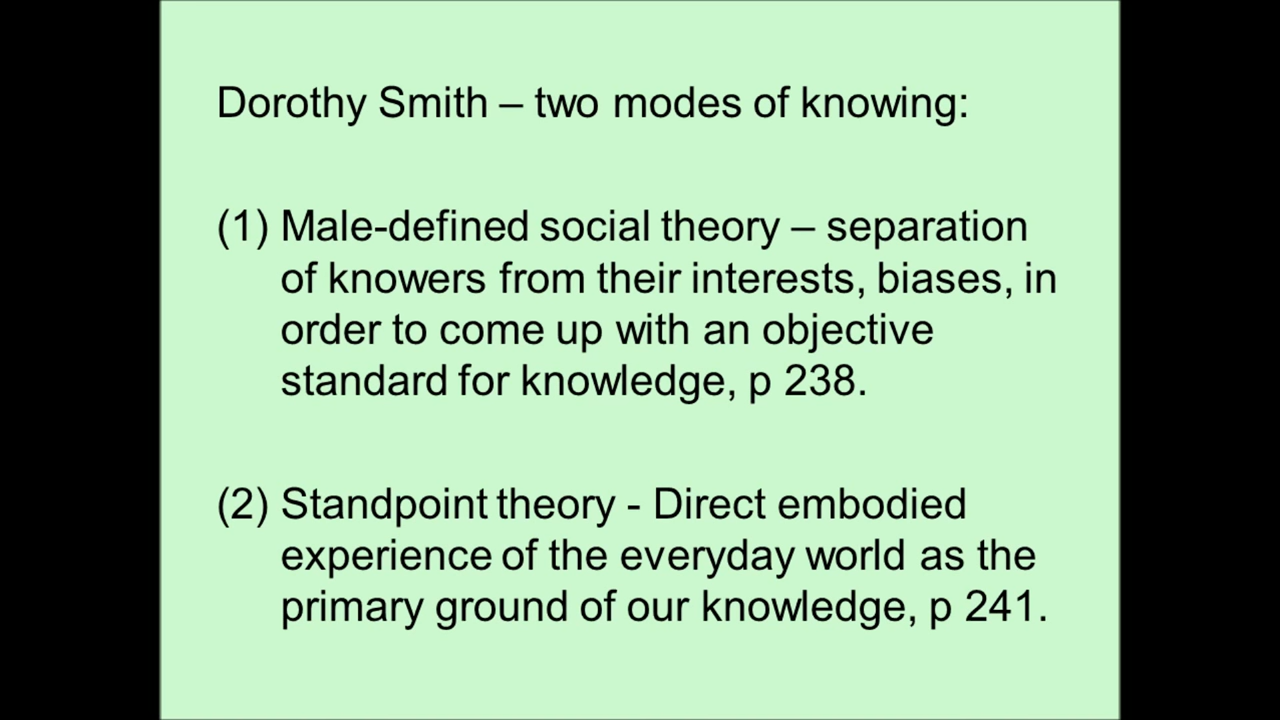 Dorothy Smith – two modes of knowing:
(1) Male-defined social theory – separation
of knowers from their interests, biases, in
order to come up with an objective
standard for knowledge, p 238.
(2) Standpoint theory - Direct embodied
experience of the everyday world as the
primary ground of our knowledge, p 241.